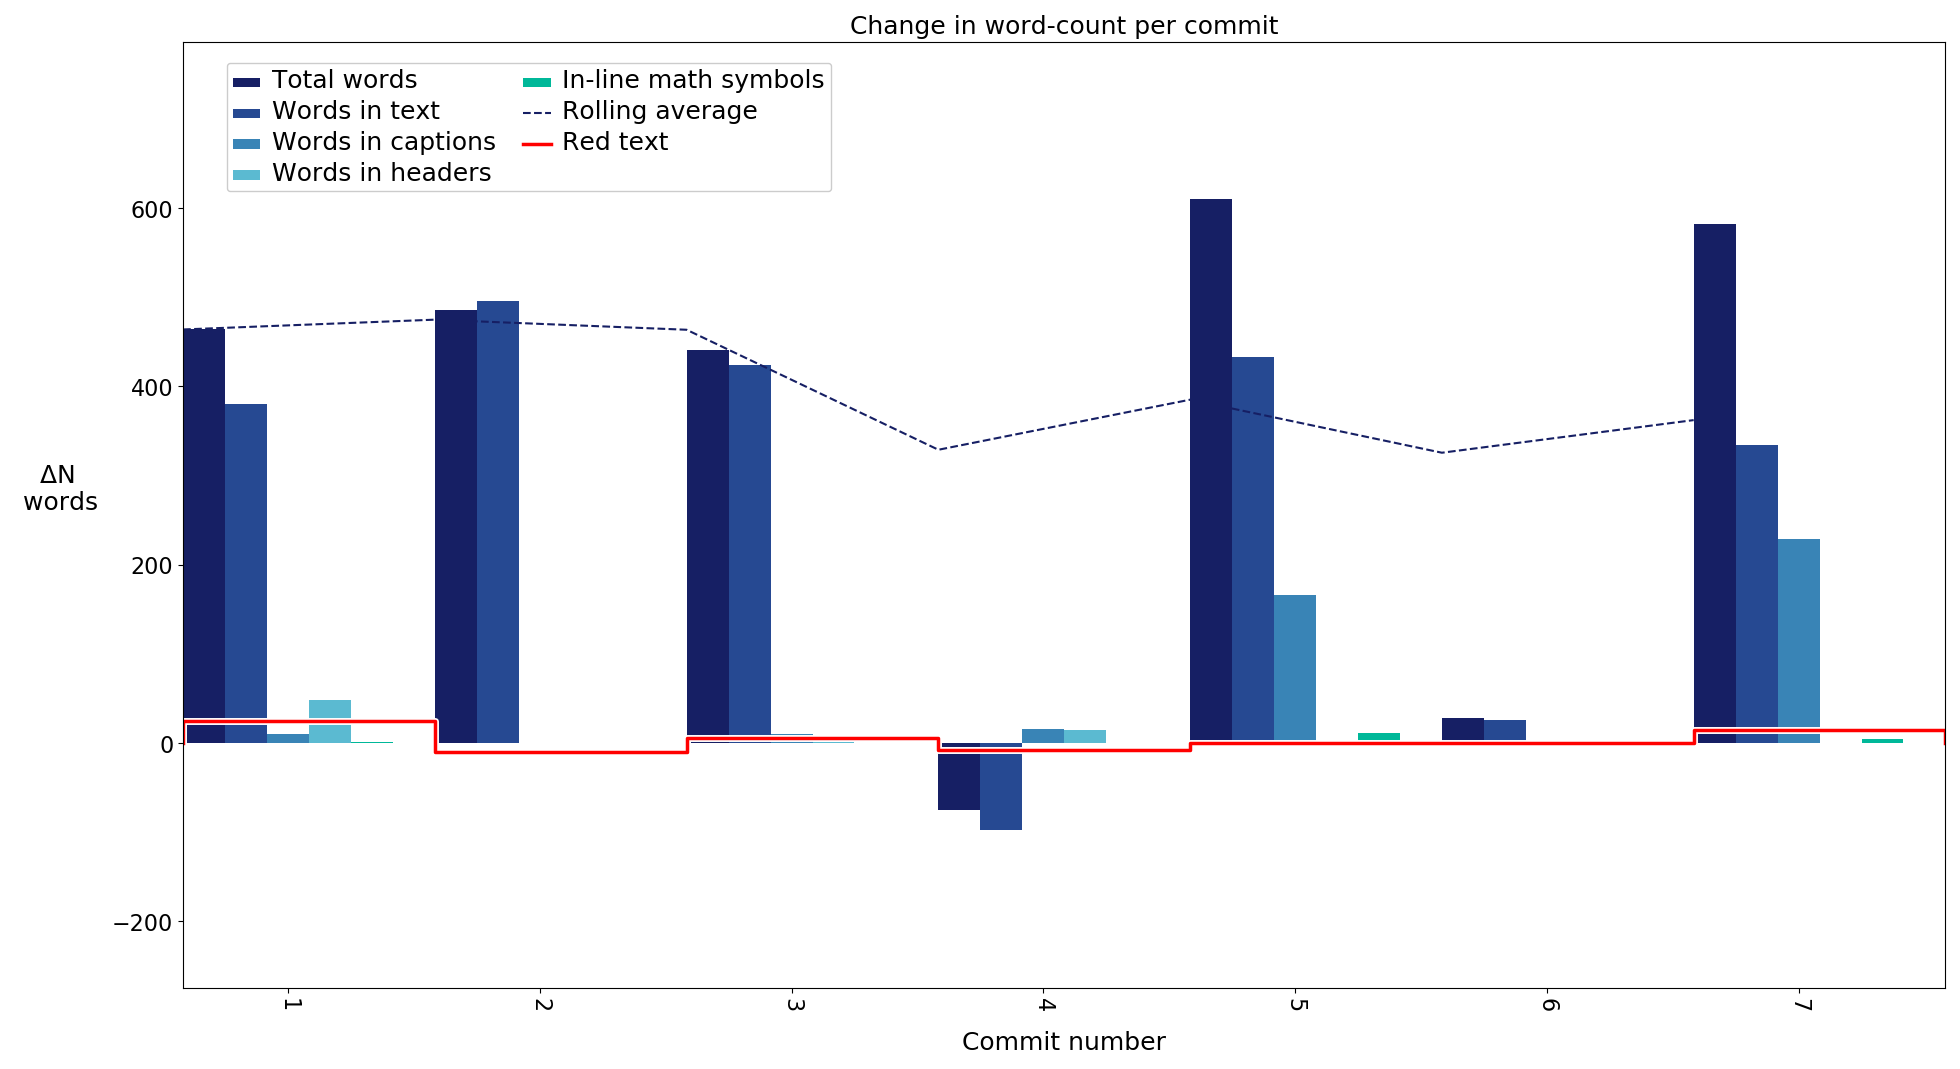 Change in word-count per commit
Total words
Words in text
Words in captions
Words in headers
In-line math symbols
Rolling average
Red text
600
400
200
0
−200
ΔN
words
1
2
3
4
5
6
7
Commit number